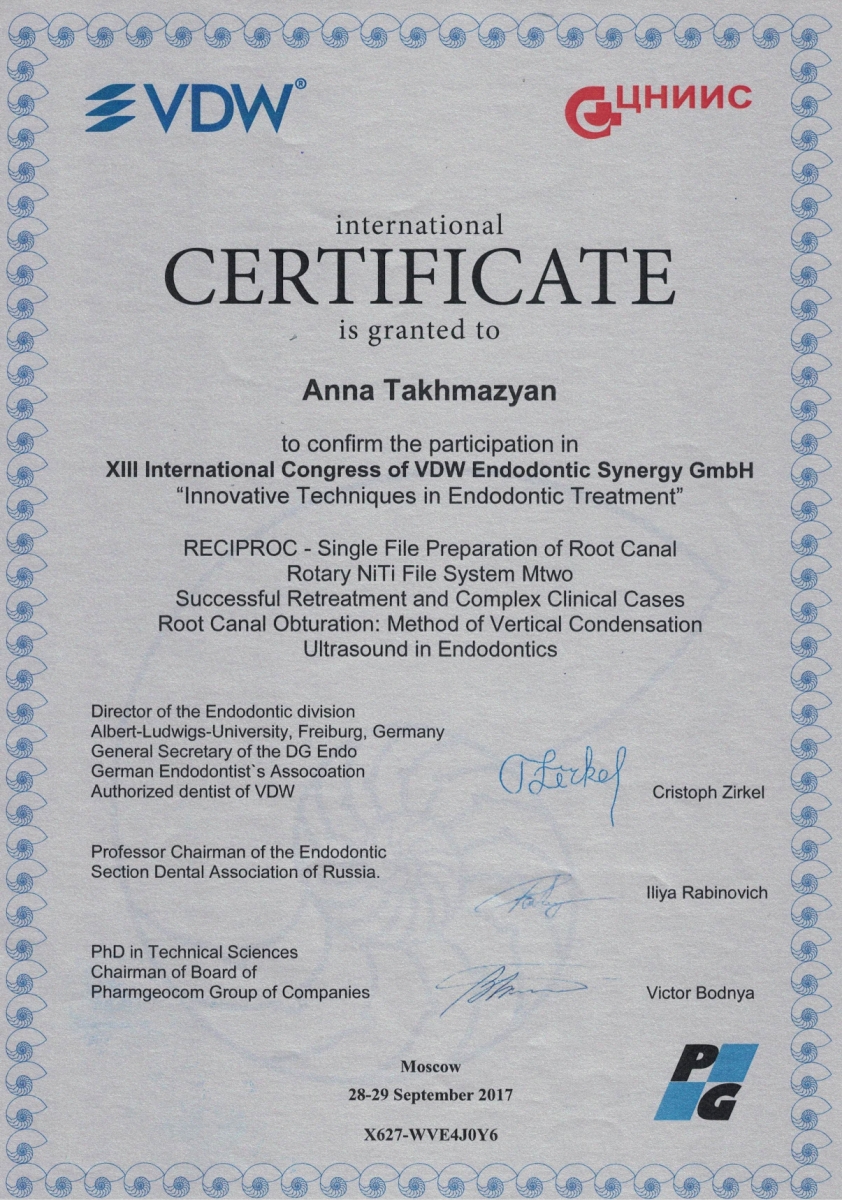 VDW®
ЦНИИС
international
CERTIFICATE
is granted to
Anna Takhmazyan
to confirm the participation in
XIII International Congress of VDW Endodontic Synergy GmbH
“Innovative Techniques in Endodontic Treatment”
RECIPROC - Single File Preparation of Root Canal
Rotary NiTi File System Mtwo
Successful Retreatment and Complex Clinical Cases
Root Canal Obturation: Method of Vertical Condensation
Ultrasound in Endodontics
Director of the Endodontic division
Albert-Ludwigs-University, Freiburg, Germany
General Secretary of the DG Endo
German Endodontist`s Assocoation
Authorized dentist of VDW
Zirkel
Cristoph Zirkel
Professor Chairman of the Endodontic
Section Dental Association of Russia.
Iliya Rabinovich
PhD in Technical Sciences
Chairman of Board of
Pharmgeocom Group of Companies
Victor Bodnya
PG
Moscow
28-29 September 2017
X627-WVE4J0Y6